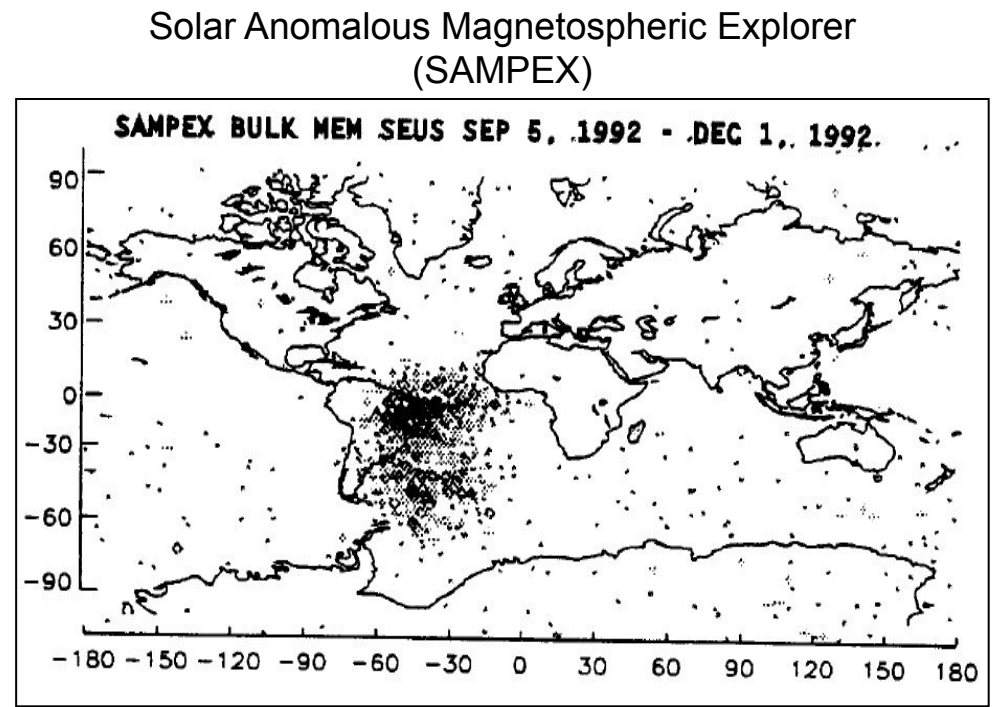 Solar Anomalous Magnetospheric Explorer
(SAMPEX)
SAMPEX BULK MEM SEUS SEP 5, 1992 - DEC 1, 1992
90
60
30
0
-30
-60
-90
-180 -150 -120 -90 -60 -30 0 30 60 90 120 150 180